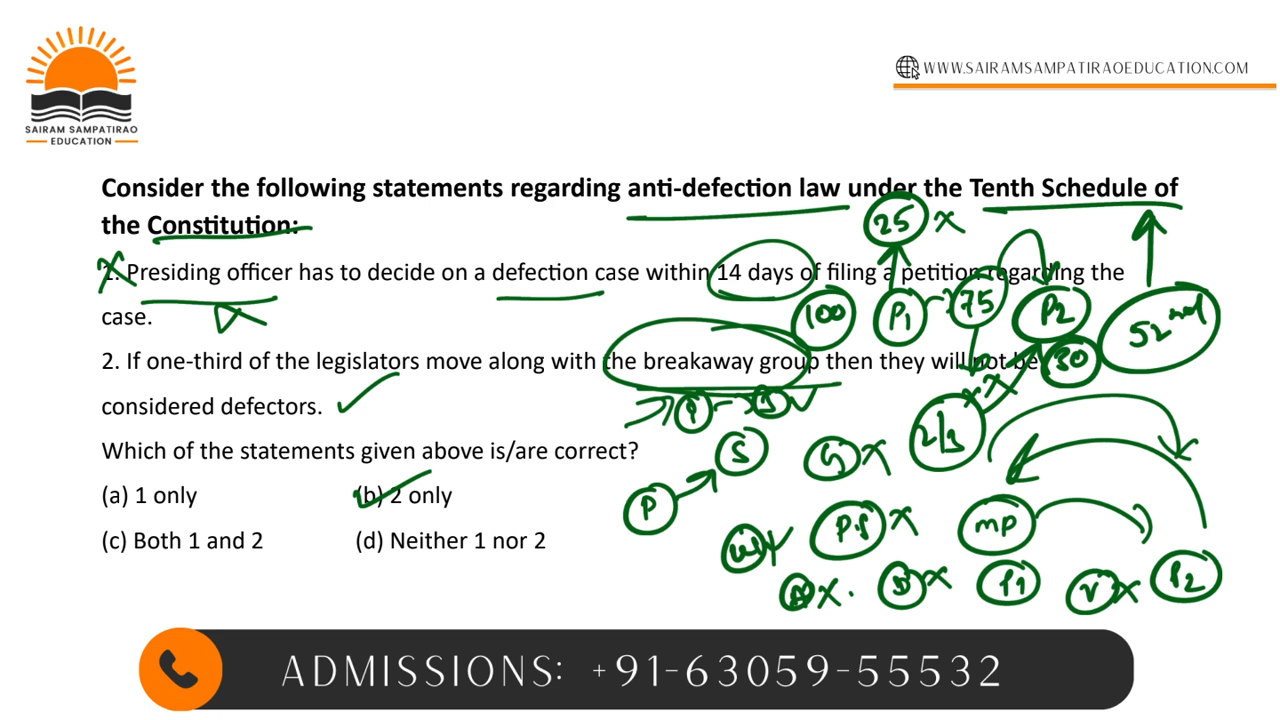 SAIRAM SAMPATIRAO
EDUCATION
WWW.SAIRAMSAMPATIRAOEDUCATION.COM
Consider the following statements regarding anti-defection law under the Tenth Schedule of
the Constitution:
25 x
1. Presiding officer has to decide on a defection case within 14 days of filing a petition regarding the
case.
100 P1 75 P2 52nd
2. If one-third of the legislators move along with the breakaway group then they will not be
30
considered defectors.
2/3
Which of the statements given above is/are correct?
S G x
(a) 1 only (b) 2 only
P P.S x MP
(c) Both 1 and 2 (d) Neither 1 nor 2
A x D x P1 V x P2
ADMISSIONS: +91-63059-55532